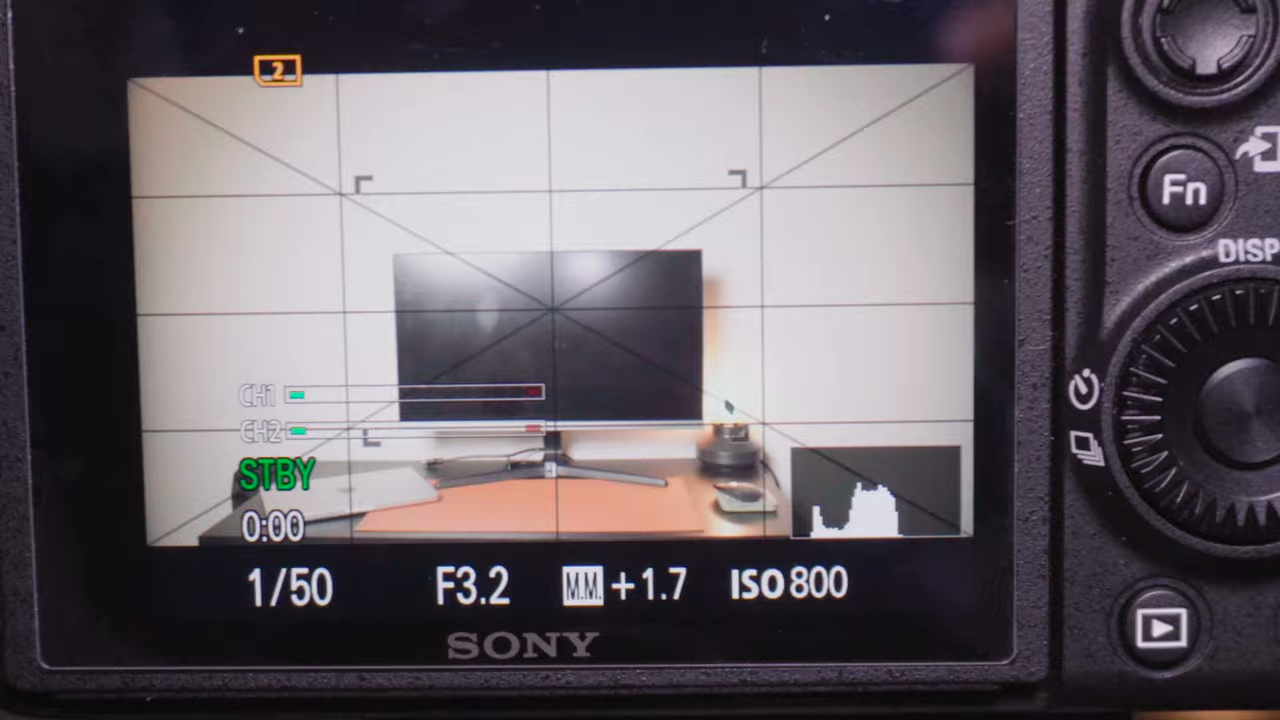 2
Fn
DISP
CH1
CH2
STBY
0:00
1/50 F3.2 M.M. +1.7 ISO 800
SONY